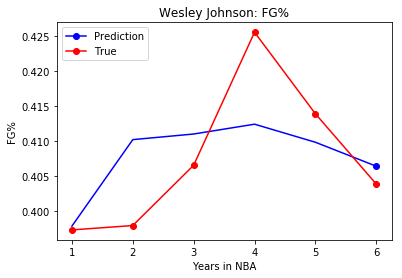 Wesley Johnson: FG%
Prediction
True
FG%
0.425
0.420
0.415
0.410
0.405
0.400
1 2 3 4 5 6
Years in NBA